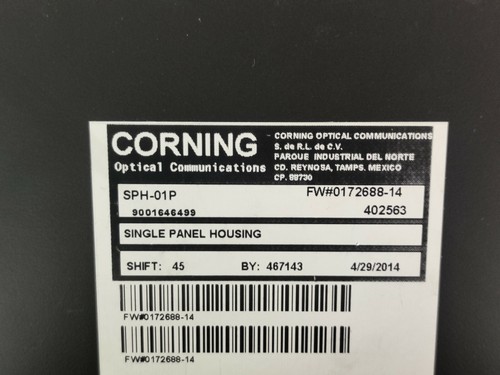 CORNING
Optical Communications
CORNING OPTICAL COMMUNICATIONS
S. de R.L. de C.V.
PARQUE INDUSTRIAL DEL NORTE
CD. REYNOSA, TAMPS. MEXICO
CP. 88730
SPH-01P FW#0172688-14
9001646499 402563
SINGLE PANEL HOUSING
SHIFT: 45 BY: 467143 4/29/2014
FW#0172688-14
FW#0172688-14